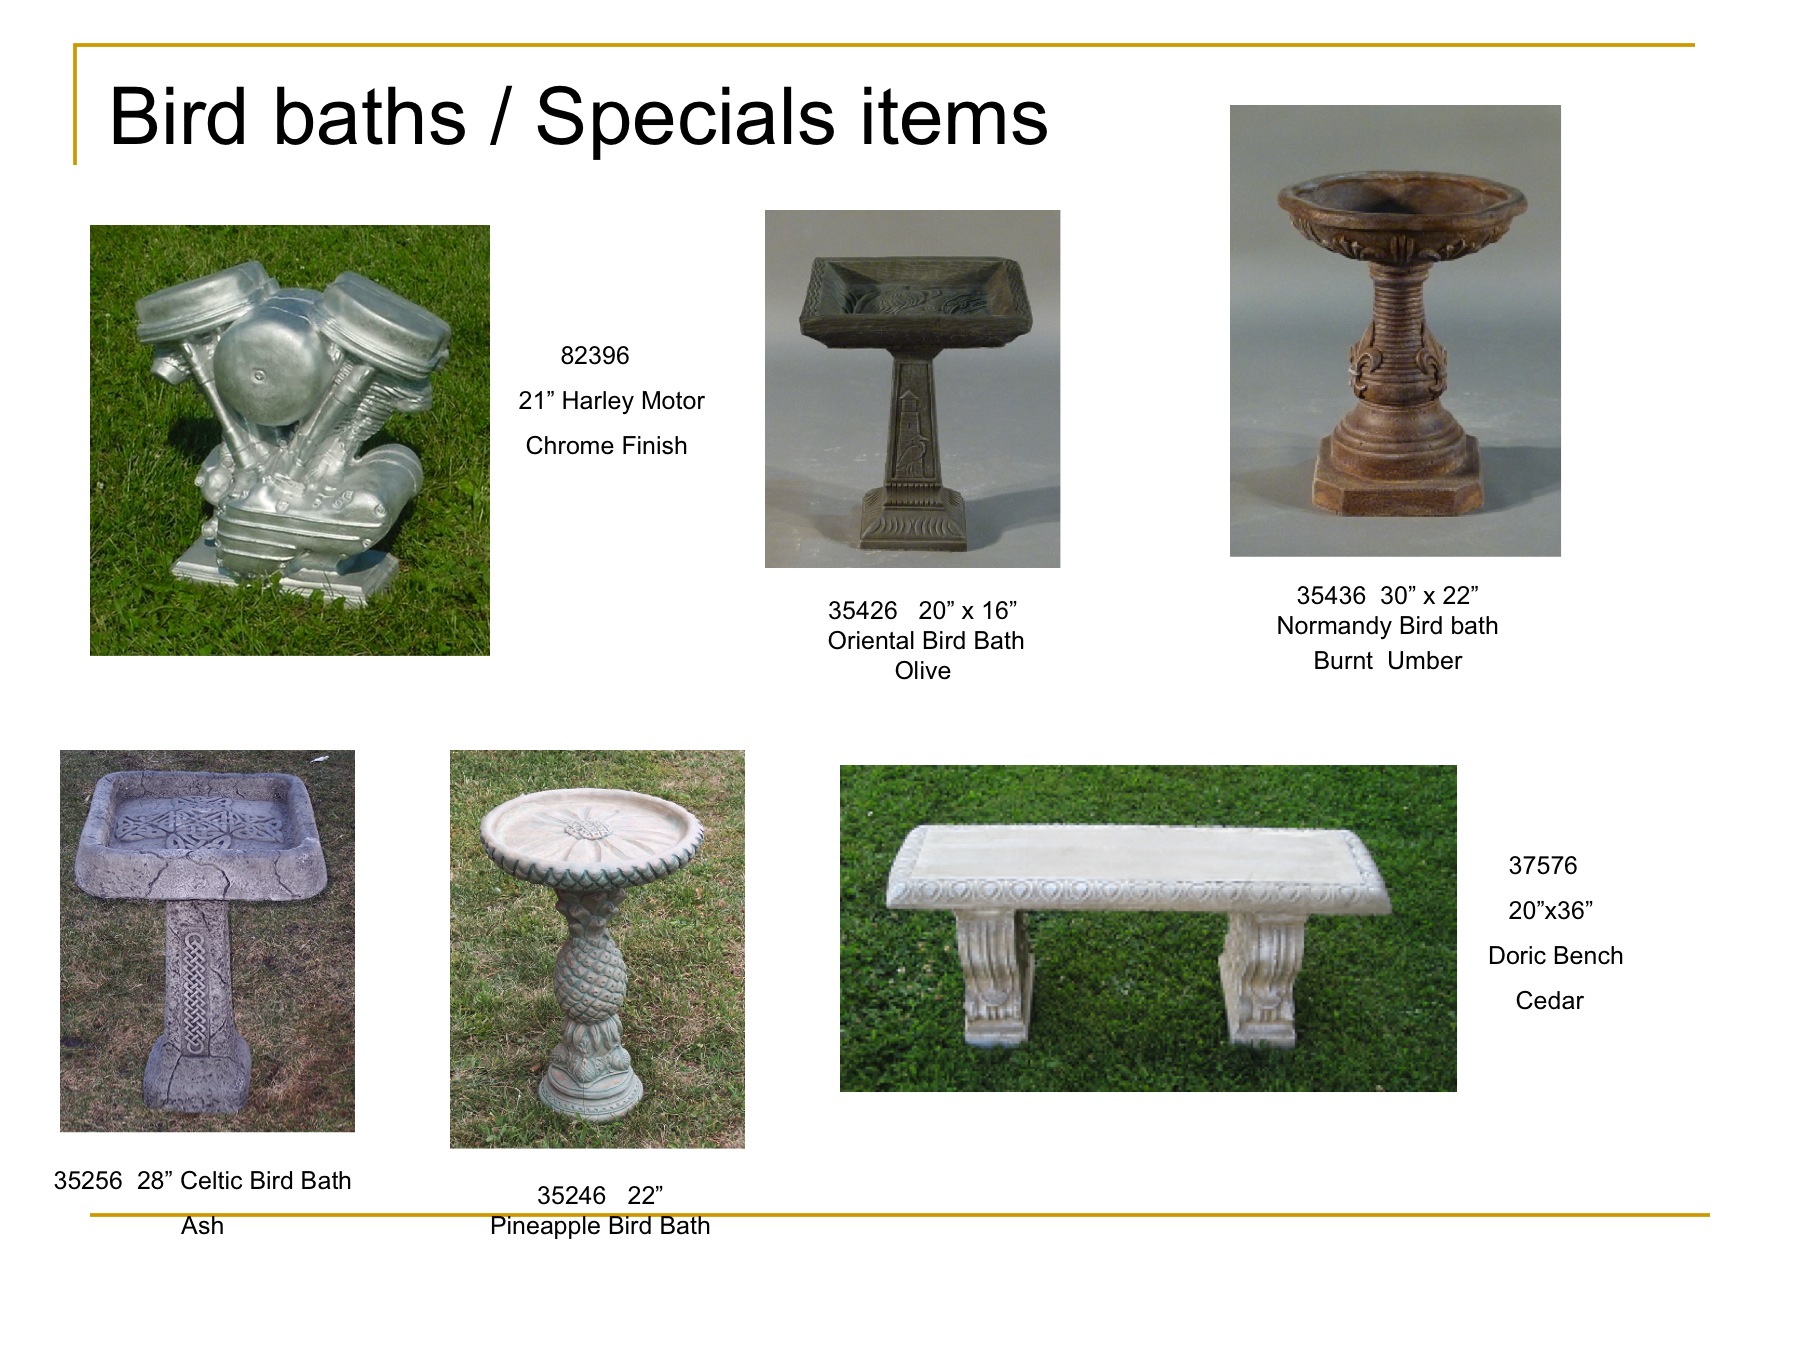 Bird baths / Specials items
82396
21” Harley Motor
Chrome Finish
35426 20” x 16”
Oriental Bird Bath
Olive
35436 30” x 22”
Normandy Bird bath
Burnt Umber
35256 28” Celtic Bird Bath
Ash
35246 22”
Pineapple Bird Bath
37576
20”x36”
Doric Bench
Cedar